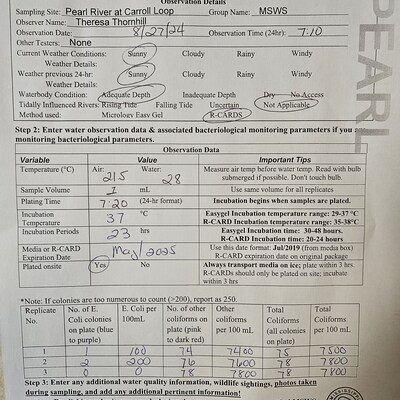 Observation Details
Sampling Site: Pearl River at Carroll Loop Group Name: MSWS
Observer Name: Theresa Thornhill
Observation Date: 8/27/24 Observation Time (24hr): 7:10
Other Testers: None
Current Weather Conditions: Sunny Cloudy Rainy Windy
Weather Details:
Weather previous 24-hr: Sunny Cloudy Rainy Windy
Weather Details:
Waterbody Condition: Adequate Depth Inadequate Depth Dry No Access
Tidally Influenced Rivers: Rising Tide Falling Tide Uncertain Not Applicable
Method used: Micrology Easy Gel R-CARDS
PEARL
Step 2: Enter water observation data & associated bacteriological monitoring parameters if you are
monitoring bacteriological parameters.
Observation Data
Variable Value Important Tips
Temperature (°C) Air: Water: 28 Measure air temp before water temp. Read with bulb submerged if possible. Don't touch bulb.
Sample Volume 1 mL Use same volume for all replicates
Plating Time 7:20 (24-hr format) Incubation begins when samples are plated.
Incubation Temperature 37 °C Easygel Incubation temperature range: 29-37 °C
R-CARD Incubation temperature range: 35-38°C
Incubation Periods 23 hrs Easygel Incubation time: 30-48 hours.
R-CARD Incubation time: 20-24 hours
Media or R-CARD Expiration Date May/2025 Use this date format: Jul/2019 (from media box)
R-CARD expiration date on original package
Plated onsite Yes No Always transport media on ice; plate within 3 hrs.
R-CARDs should only be plated on site; incubate within 3 hrs
*Note: If colonies are too numerous to count (>200), report as 250.
Replicate No. No. of E. Coli colonies on plate (blue to purple) E. Coli per 100mL No. of other coliforms on plate (pink to dark red) Other coliforms per 100 mL Total Coliforms (all colonies on plate) Total Coliforms per 100 mL
1 1 100 74 7400 75 7500
2 2 200 76 7600 78 7800
3 0 0 78 7800 78 7800
Step 3: Enter any additional water quality information, wildlife sightings, photos taken
during sampling, and add any additional pertinent information!